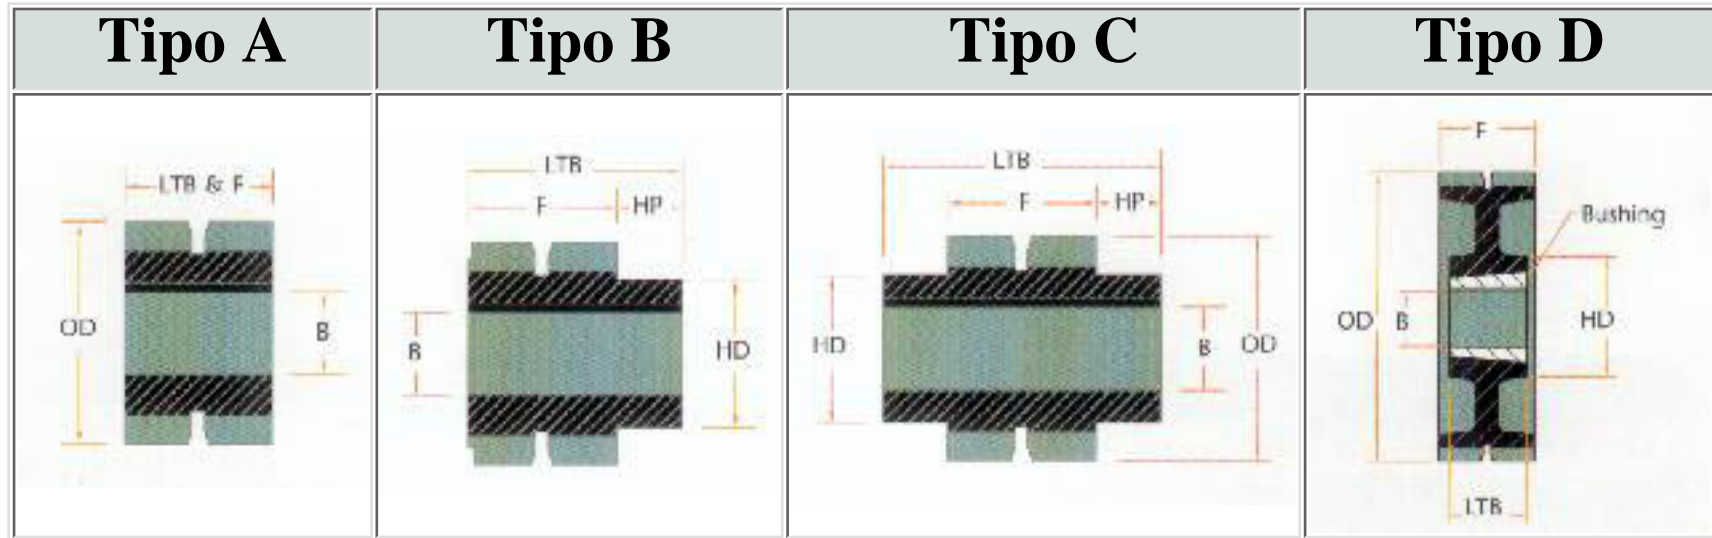 Tipo A
Tipo B
Tipo C
Tipo D
LTB & F
OD
B
LTB
F
HP
B
HD
LTB
F
HP
HD
B
OD
F
Bushing
OD
B
HD
LTB